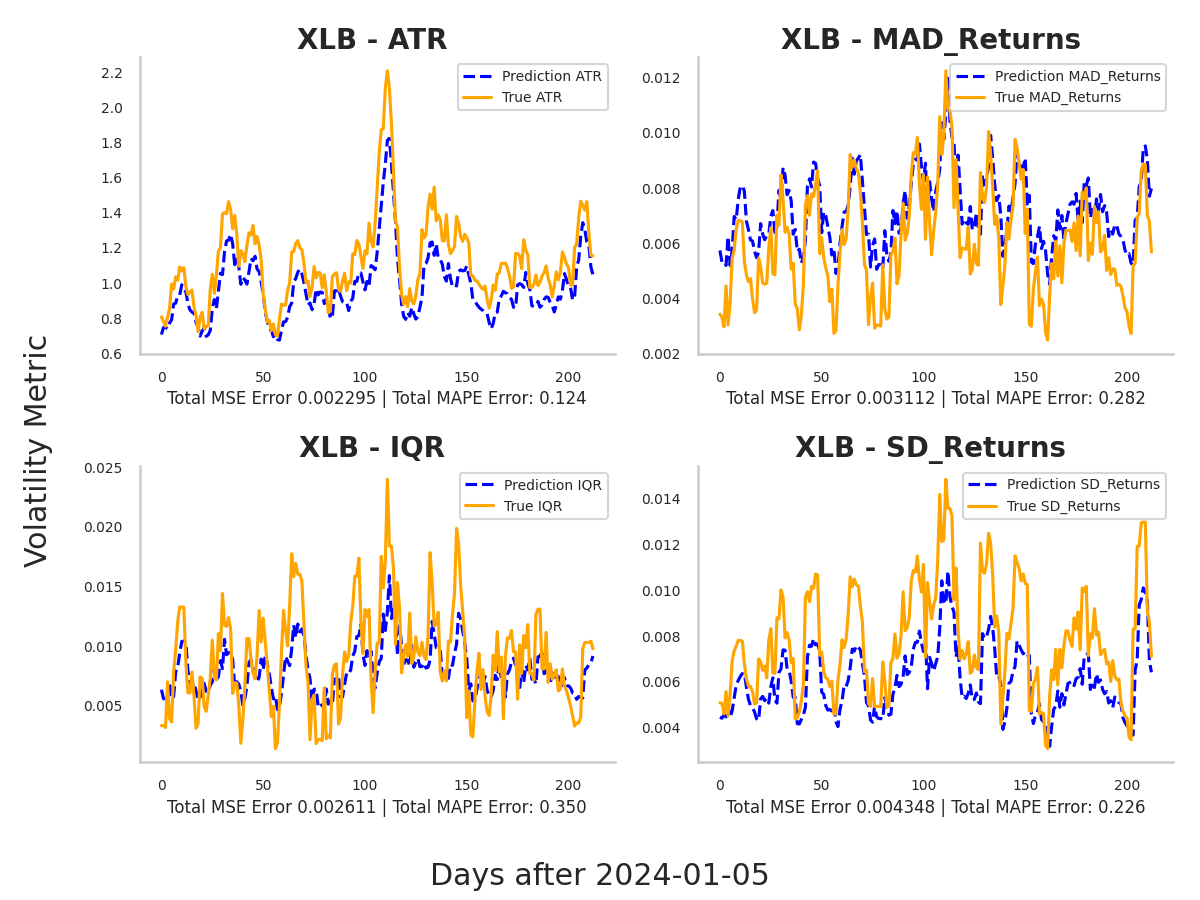 XLB - ATR
2.2
2.0
1.8
1.6
1.4
1.2
1.0
0.8
0.6
Prediction ATR
True ATR
0 50 100 150 200
Total MSE Error 0.002295 | Total MAPE Error: 0.124
XLB - MAD_Returns
0.012
0.010
0.008
0.006
0.004
0.002
Prediction MAD_Returns
True MAD_Returns
0 50 100 150 200
Total MSE Error 0.003112 | Total MAPE Error: 0.282
Volatility Metric
XLB - IQR
0.025
0.020
0.015
0.010
0.005
Prediction IQR
True IQR
0 50 100 150 200
Total MSE Error 0.002611 | Total MAPE Error: 0.350
XLB - SD_Returns
0.014
0.012
0.010
0.008
0.006
0.004
Prediction SD_Returns
True SD_Returns
0 50 100 150 200
Total MSE Error 0.004348 | Total MAPE Error: 0.226
Days after 2024-01-05